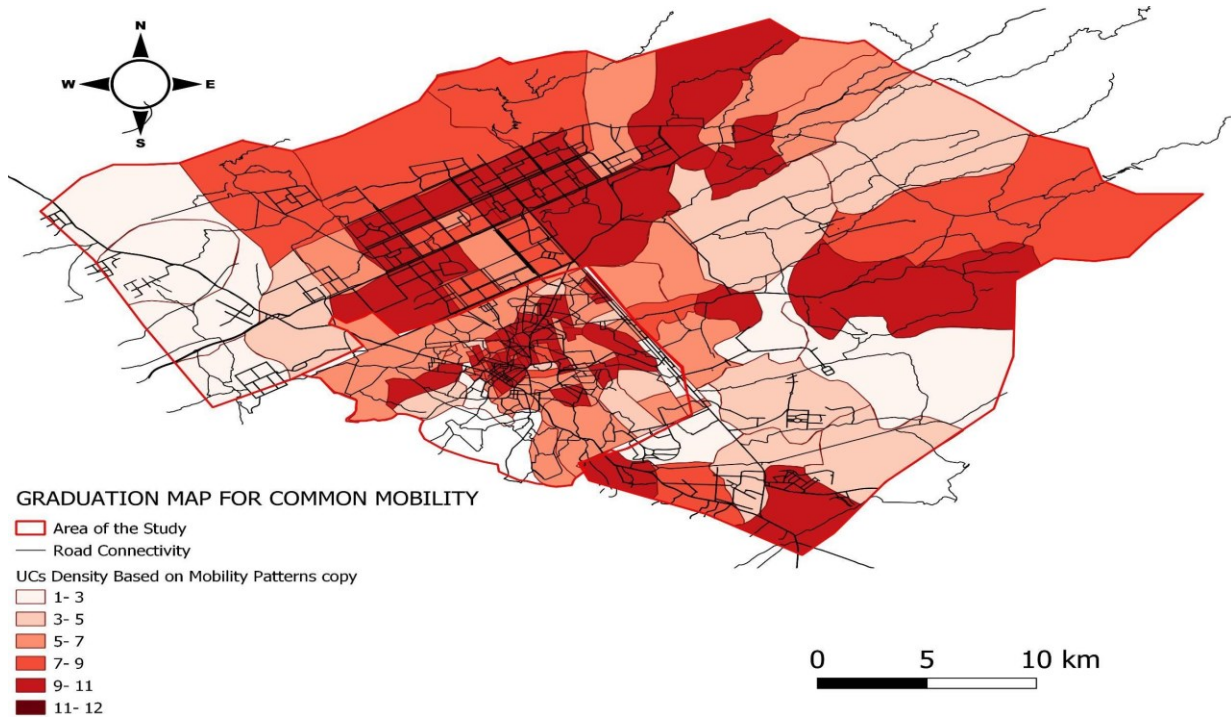 N
W E
S
GRADUATION MAP FOR COMMON MOBILITY
Area of the Study
Road Connectivity
UCs Density Based on Mobility Patterns copy
1- 3
3- 5
5- 7
7- 9
9- 11
11- 12
0 5 10 km